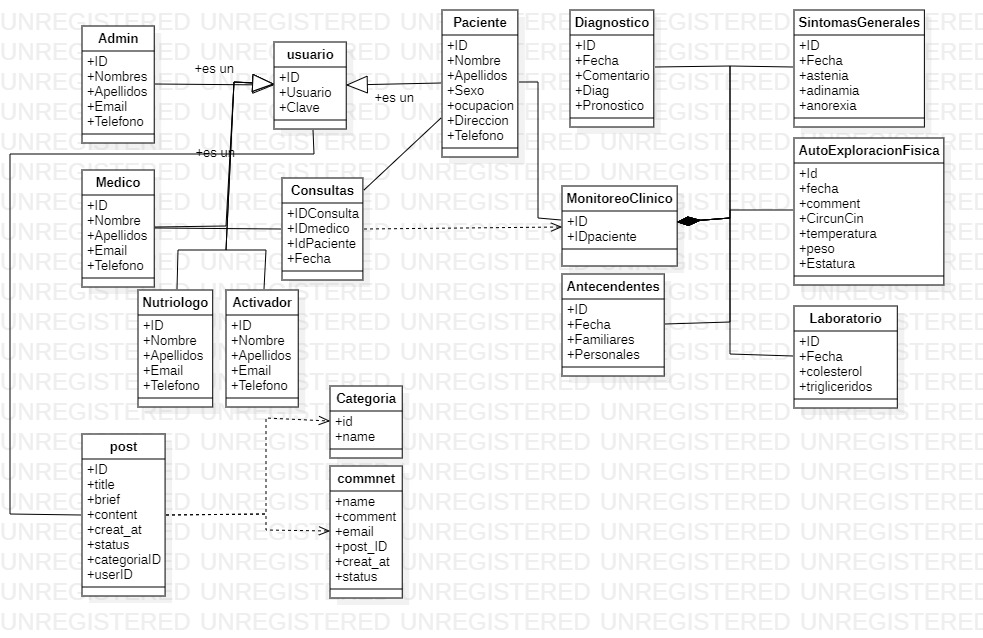 Admin
+ID
+Nombres
+Apellidos
+Email
+Telefono
+es un
usuario
+ID
+Usuario
+Clave
+es un
Paciente
+ID
+Nombre
+Apellidos
+Sexo
+ocupacion
+Direccion
+Telefono
Diagnostico
+ID
+Fecha
+Comentario
+Diag
+Pronostico
SintomasGenerales
+ID
+Fecha
+astenia
+adinamia
+anorexia
+es un
Medico
+ID
+Nombre
+Apellidos
+Email
+Telefono
Consultas
+IDConsulta
+IDmedico
+IdPaciente
+Fecha
MonitoreoClinico
+ID
+IDpaciente
AutoExploracionFisica
+Id
+fecha
+comment
+CircunCin
+temperatura
+peso
+Estatura
Antecendentes
+ID
+Fecha
+Familiares
+Personales
Laboratorio
+ID
+Fecha
+colesterol
+trigliceridos
Nutriologo
+ID
+Nombre
+Apellidos
+Email
+Telefono
Activador
+ID
+Nombre
+Apellidos
+Email
+Telefono
Categoria
+id
+name
post
+ID
+title
+brief
+content
+creat_at
+status
+categoriaID
+userID
commnet
+name
+comment
+email
+post_ID
+creat_at
+status
UNREGISTERED